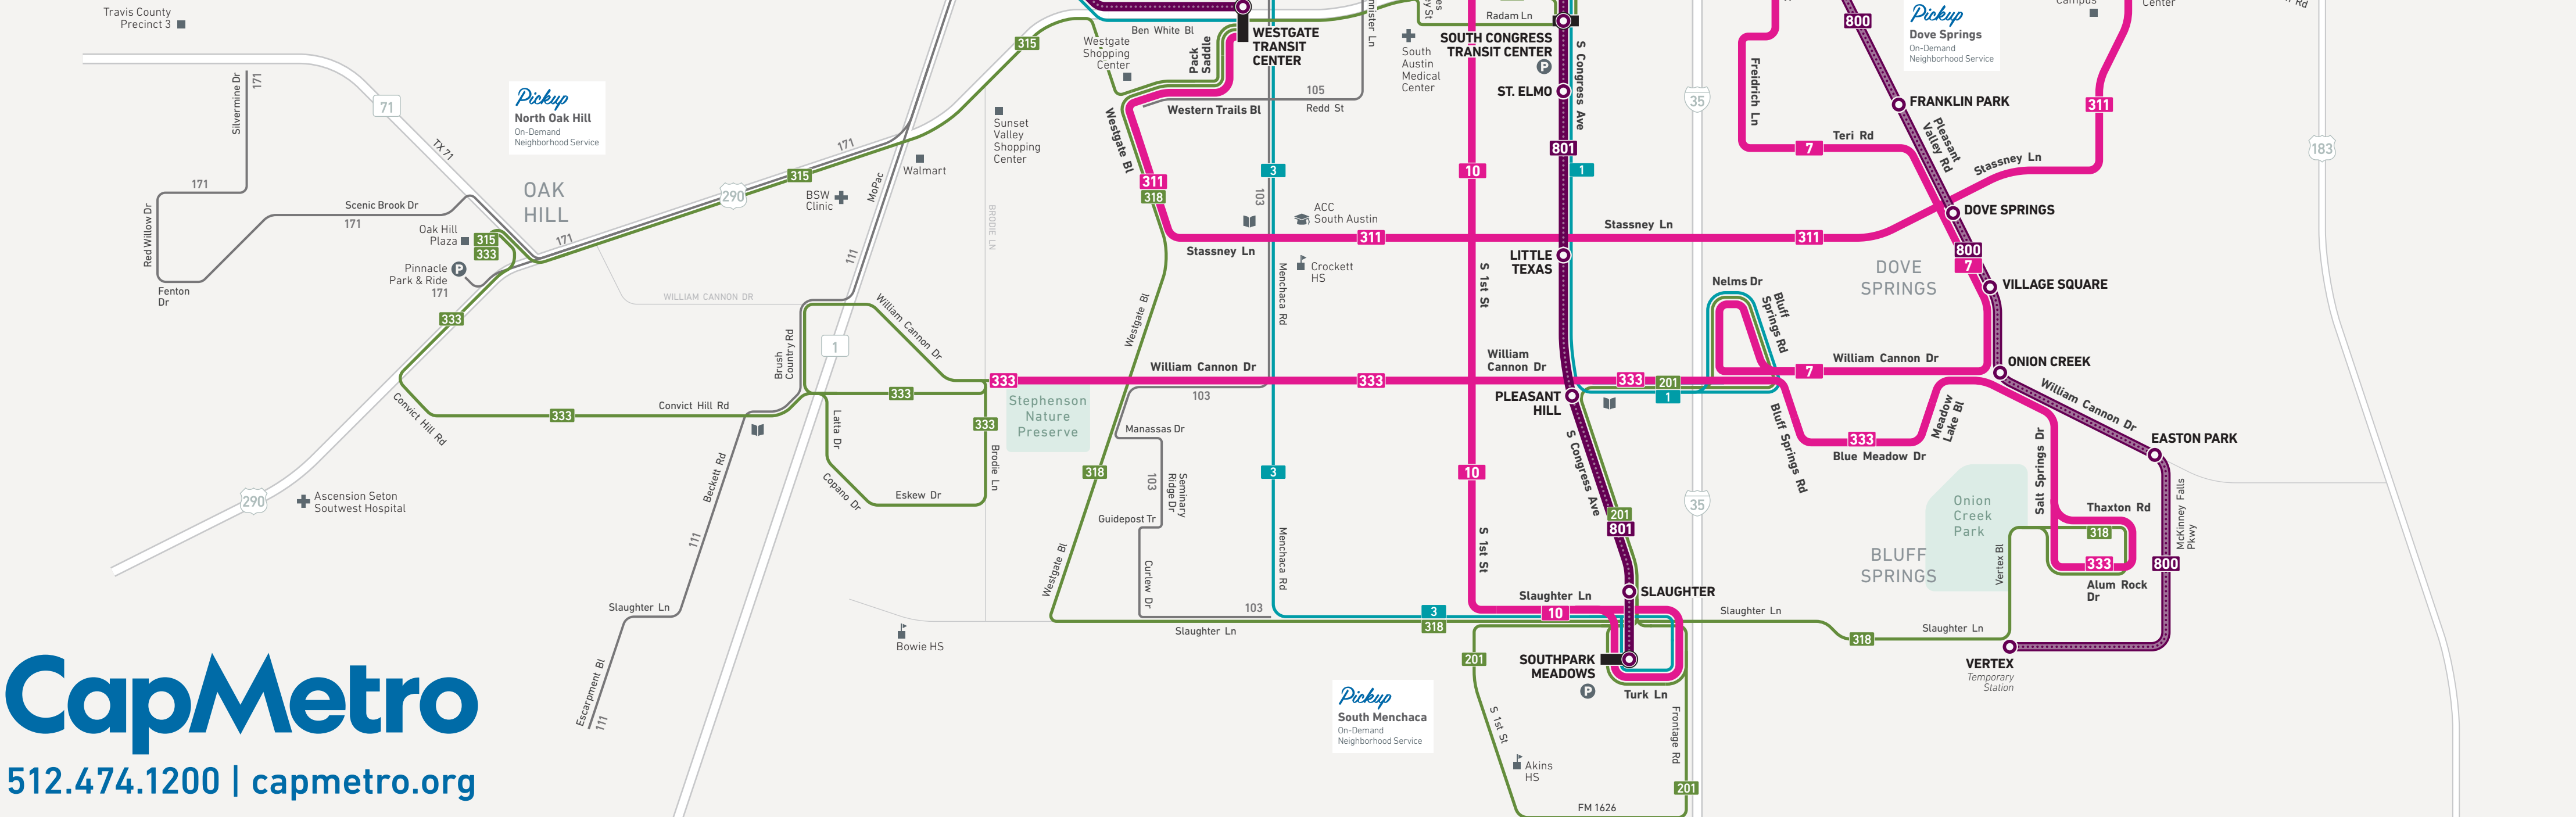 Travis County
Precinct 3
Silvermine Dr
171
71
TX 71
Pickup
North Oak Hill
On-Demand
Neighborhood Service
OAK
HILL
171
Red Willow Dr
Scenic Brook Dr
171
Fenton
Dr
Oak Hill
Plaza
315
333
Pinnacle
Park & Ride
171
P
171
290
315
171
BSW
Clinic
Walmart
MoPac
111
315
Westgate
Shopping
Center
Sunset
Valley
Shopping
Center
BRODIE LN
WILLIAM CANNON DR
333
Convict Hill Rd
333
Convict Hill Rd
290
Ascension Seton
Soutwest Hospital
Brush
Country Rd
1
William Cannon Dr
333
333
Latta Dr
Copano Dr
Eskew Dr
Brodie Ln
Beckett Rd
111
Slaughter Ln
Escarpment Bl
111
Bowie HS
Ben White Bl
Pack
Saddle
WESTGATE
TRANSIT
CENTER
105
Redd St
Western Trails Bl
Westgate Bl
311
318
3
103
ACC
South Austin
Stassney Ln
311
Crockett
HS
Menchaca Rd
Westgate Bl
333
William Cannon Dr
333
103
Stephenson
Nature
Preserve
Manassas Dr
318
103
Seminary
Ridge Dr
Guidepost Tr
Curlew Dr
103
Westgate Bl
3
Menchaca Rd
Slaughter Ln
3
318
Radam Ln
South
Austin
Medical
Center
SOUTH CONGRESS
TRANSIT CENTER
P
ST. ELMO
S Congress Ave
801
1
10
LITTLE
TEXAS
S 1st St
William
Cannon Dr
333
201
1
PLEASANT
HILL
10
S Congress Ave
201
801
S 1st St
Slaughter Ln
10
SLAUGHTER
SOUTHPARK
MEADOWS
P
Turk Ln
201
S 1st St
Akins
HS
Frontage Rd
201
FM 1626
Pickup
South Menchaca
On-Demand
Neighborhood Service
35
35
Freidrich Ln
Teri Rd
7
Stassney Ln
311
800
Pickup
Dove Springs
On-Demand
Neighborhood Service
Campus
Center
FRANKLIN PARK
Pleasant
Valley Rd
311
Stassney Ln
DOVE SPRINGS
800
7
DOVE
SPRINGS
VILLAGE SQUARE
Nelms Dr
Bluff
Springs Rd
William Cannon Dr
7
ONION CREEK
William Cannon Dr
Bluff Springs Rd
333
Blue Meadow Dr
Meadow
Lake Bl
EASTON PARK
Salt Springs Dr
Onion
Creek
Park
Thaxton Rd
318
333
Alum Rock
Dr
McKinney Falls
Pkwy
800
BLUFF
SPRINGS
Vertex Bl
Slaughter Ln
318
Slaughter Ln
VERTEX
Temporary
Station
183
CapMetro
512.474.1200 | capmetro.org